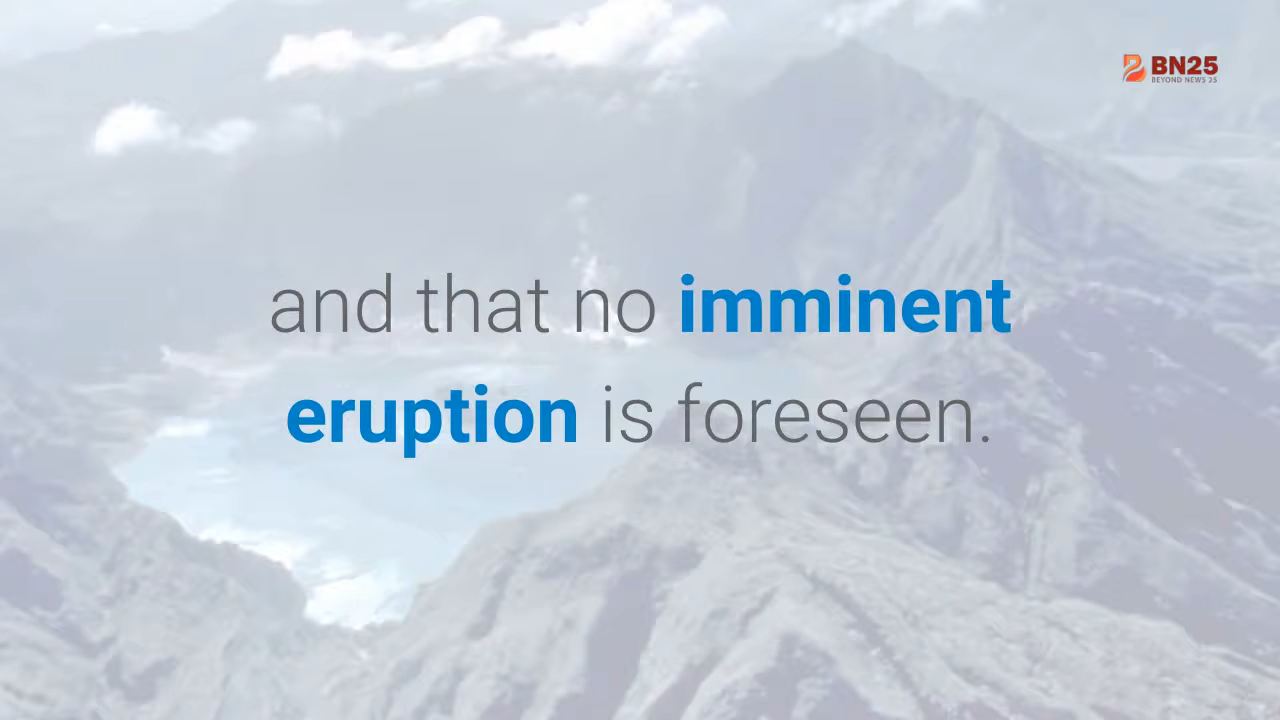 BN25
BEYOND NEWS 25
and that no imminent
eruption is foreseen.